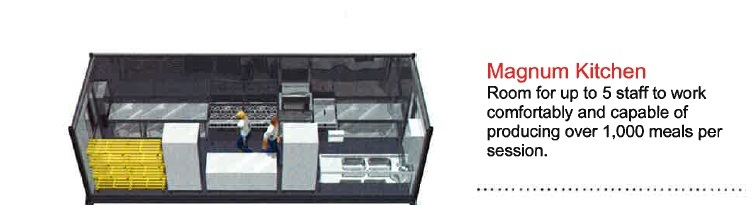 Magnum Kitchen
Room for up to 5 staff to work
comfortably and capable of
producing over 1,000 meals per
session.